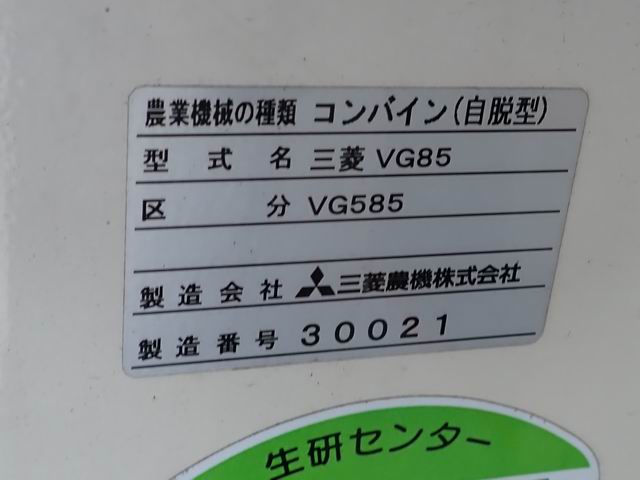 農業機械の種類 コンバイン(自脱型)
型式名 三菱 VG85
区分 VG585
製造会社 三菱農機株式会社
製造番号 30021
生研センター